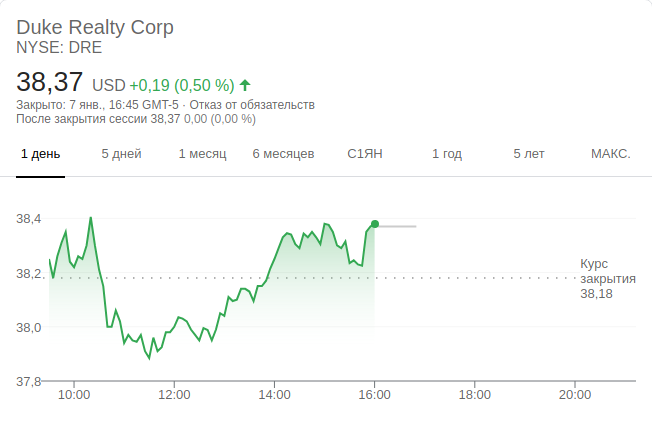 Duke Realty Corp
NYSE: DRE
38,37 USD +0,19 (0,50 %)
Закрыто: 7 янв., 16:45 GMT-5 · Отказ от обязательств
После закрытия сессии 38,37 0,00 (0,00 %)
1 день 5 дней 1 месяц 6 месяцев С1ЯН 1 год 5 лет МАКС.
38,4
38,2
38,0
37,8
Курс
закрытия
38,18
10:00 12:00 14:00 16:00 18:00 20:00